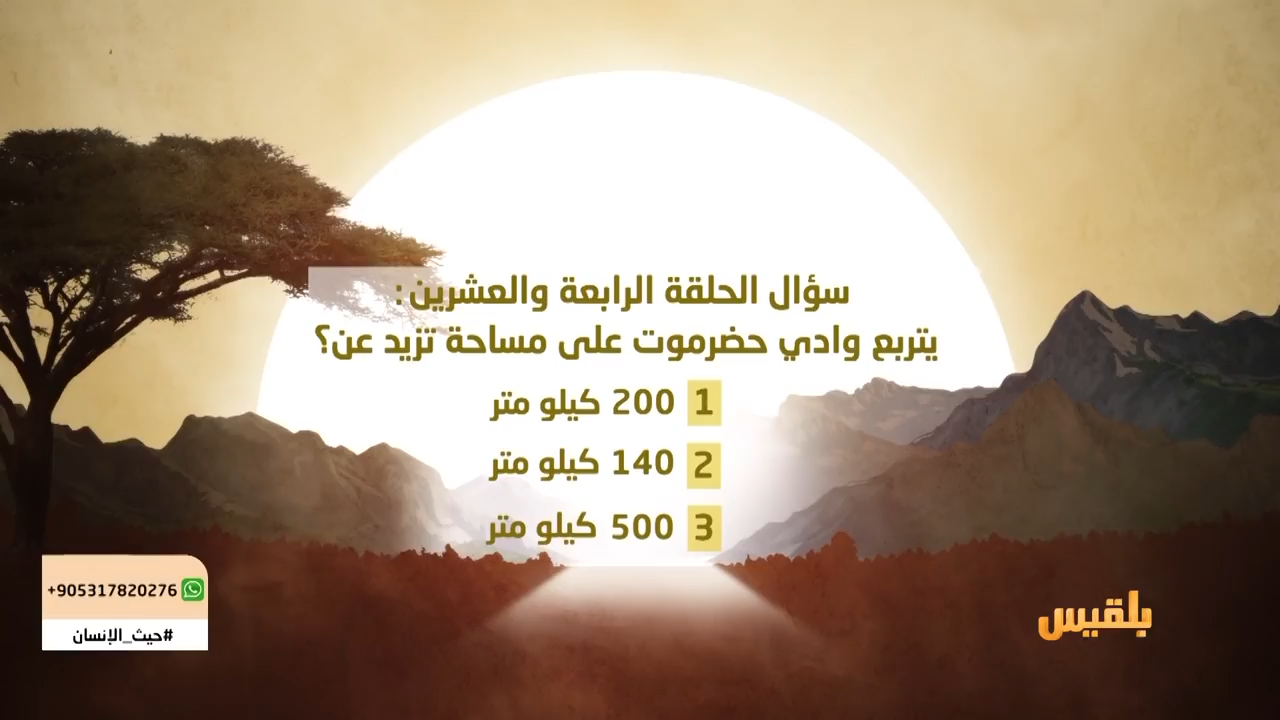 سؤال الحلقة الرابعة والعشرين:
يتربع وادي حضرموت على مساحة تزيد عن؟
1 200 كيلو متر
2 140 كيلو متر
3 500 كيلو متر
+905317820276
#حيث_الإنسان
بلقيس